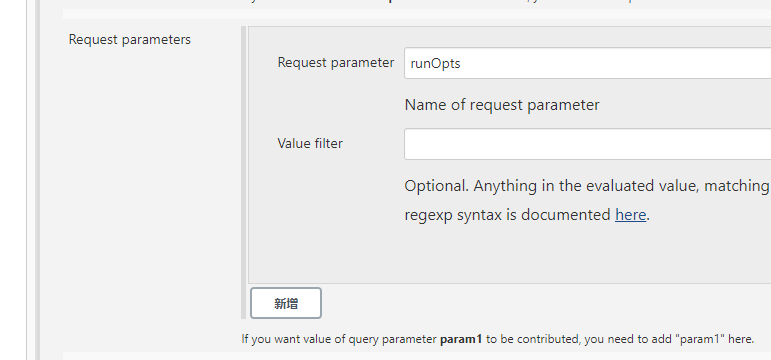 Request parameters
Request parameter
runOpts
Name of request parameter
Value filter
Optional. Anything in the evaluated value, matching
regexp syntax is documented here.
新增
If you want value of query parameter param1 to be contributed, you need to add "param1" here.